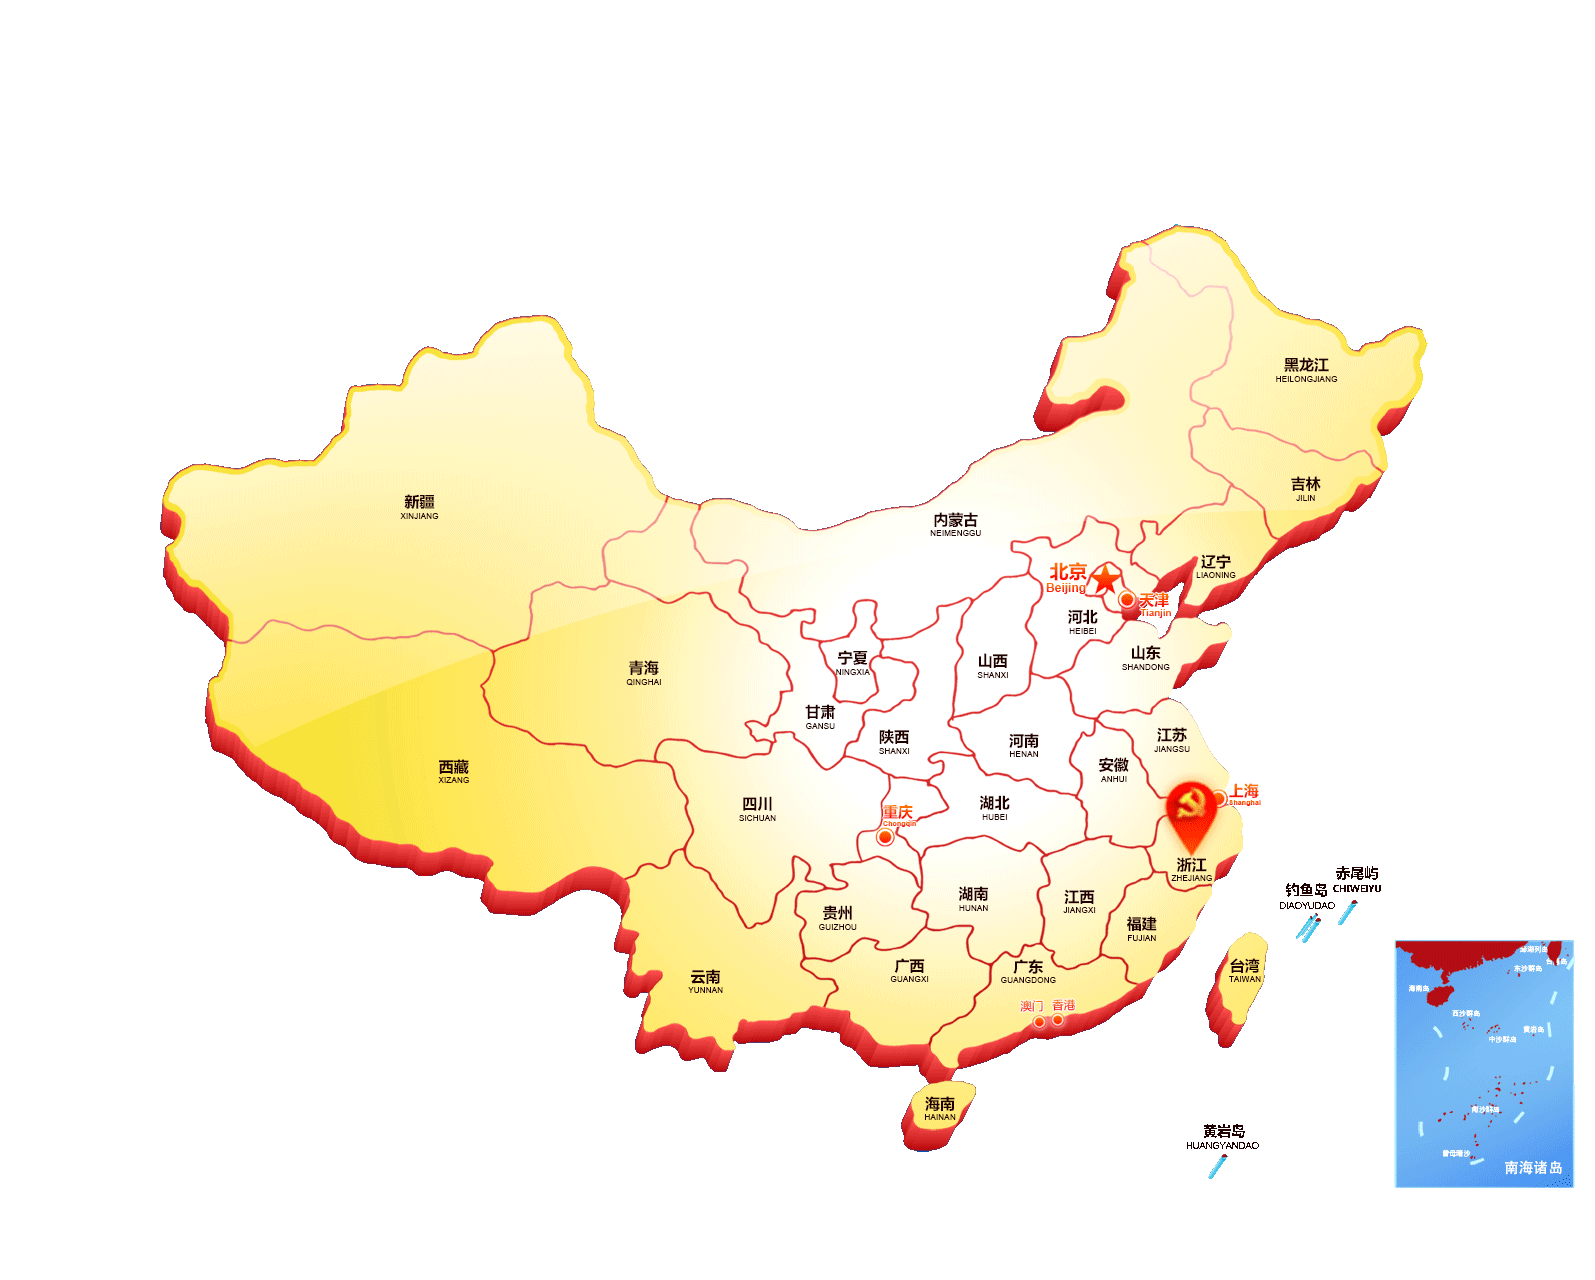 黑龙江
HEILONGJIANG
吉林
JILIN
新疆
XINJIANG
内蒙古
NEIMENGGU
辽宁
LIAONING
北京
Beijing
天津
Tianjin
河北
HEIBEI
宁夏
NINGXIA
山西
SHANXI
山东
SHANDONG
青海
QINGHAI
甘肃
GANSU
陕西
SHANXI
河南
HENAN
江苏
JIANGSU
西藏
XIZANG
安徽
ANHUI
四川
SICHUAN
重庆
Chongqin
湖北
HUBEI
上海
Shanghai
浙江
ZHEJIANG
赤尾屿
CHIWEIYU
钓鱼岛
DIAOYUDAO
湖南
HUNAN
江西
JIANGXI
贵州
GUIZHOU
福建
FUJIAN
云南
YUNNAN
广西
GUANGXI
广东
GUANGDONG
台湾
TAIWAN
澳门
香港
海南
HAINAN
黄岩岛
HUANGYANDAO
东沙群岛
海南岛
西沙群岛
黄岩岛
中沙群岛
南沙群岛
曾母暗沙
南海诸岛